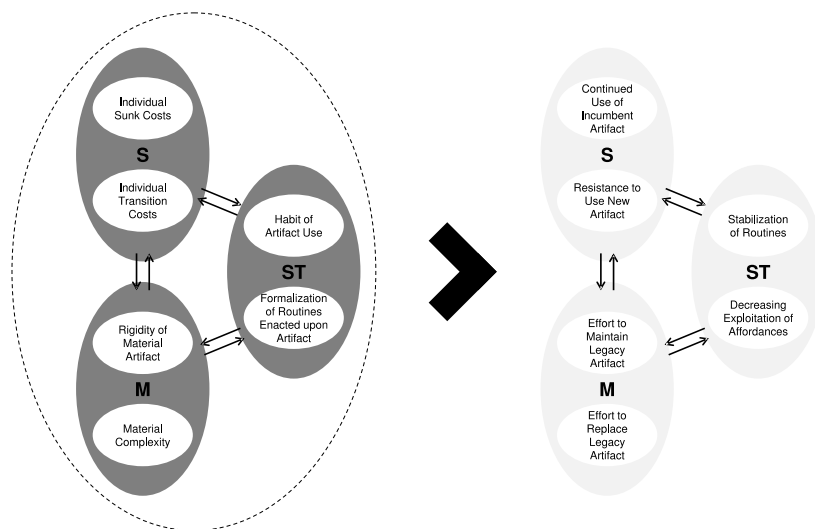 Individual
Sunk Costs
S
Individual
Transition
Costs
Habit of
Artifact Use
ST
Formalization
of Routines
Enacted upon
Artifact
Rigidity of
Material
Artifact
M
Material
Complexity
Continued
Use of
Incumbent
Artifact
S
Resistance to
Use New
Artifact
Stabilization
of Routines
ST
Decreasing
Exploitation of
Affordances
Effort to
Maintain
Legacy
Artifact
M
Effort to
Replace
Legacy
Artifact